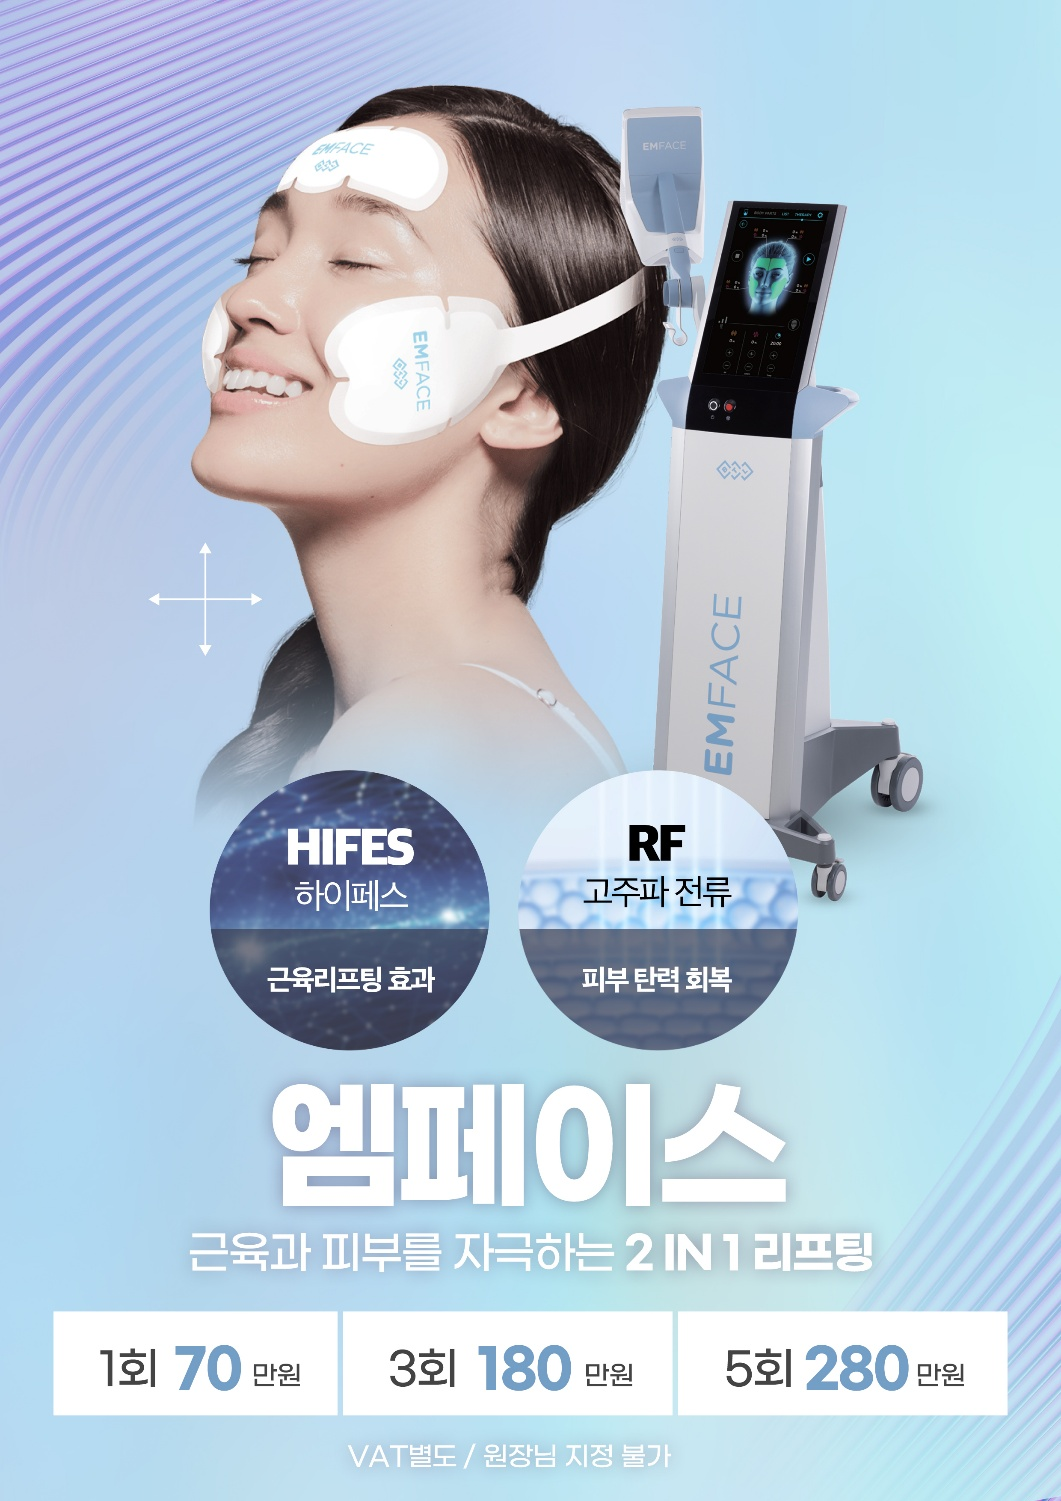 EMFACE
EMFACE
EMFACE
EMFACE
HIFES
하이페스
근육리프팅 효과
RF
고주파 전류
피부 탄력 회복
엠페이스
근육과 피부를 자극하는 2 IN 1 리프팅
1회 70 만원
3회 180 만원
5회 280 만원
VAT별도 / 원장님 지정 불가